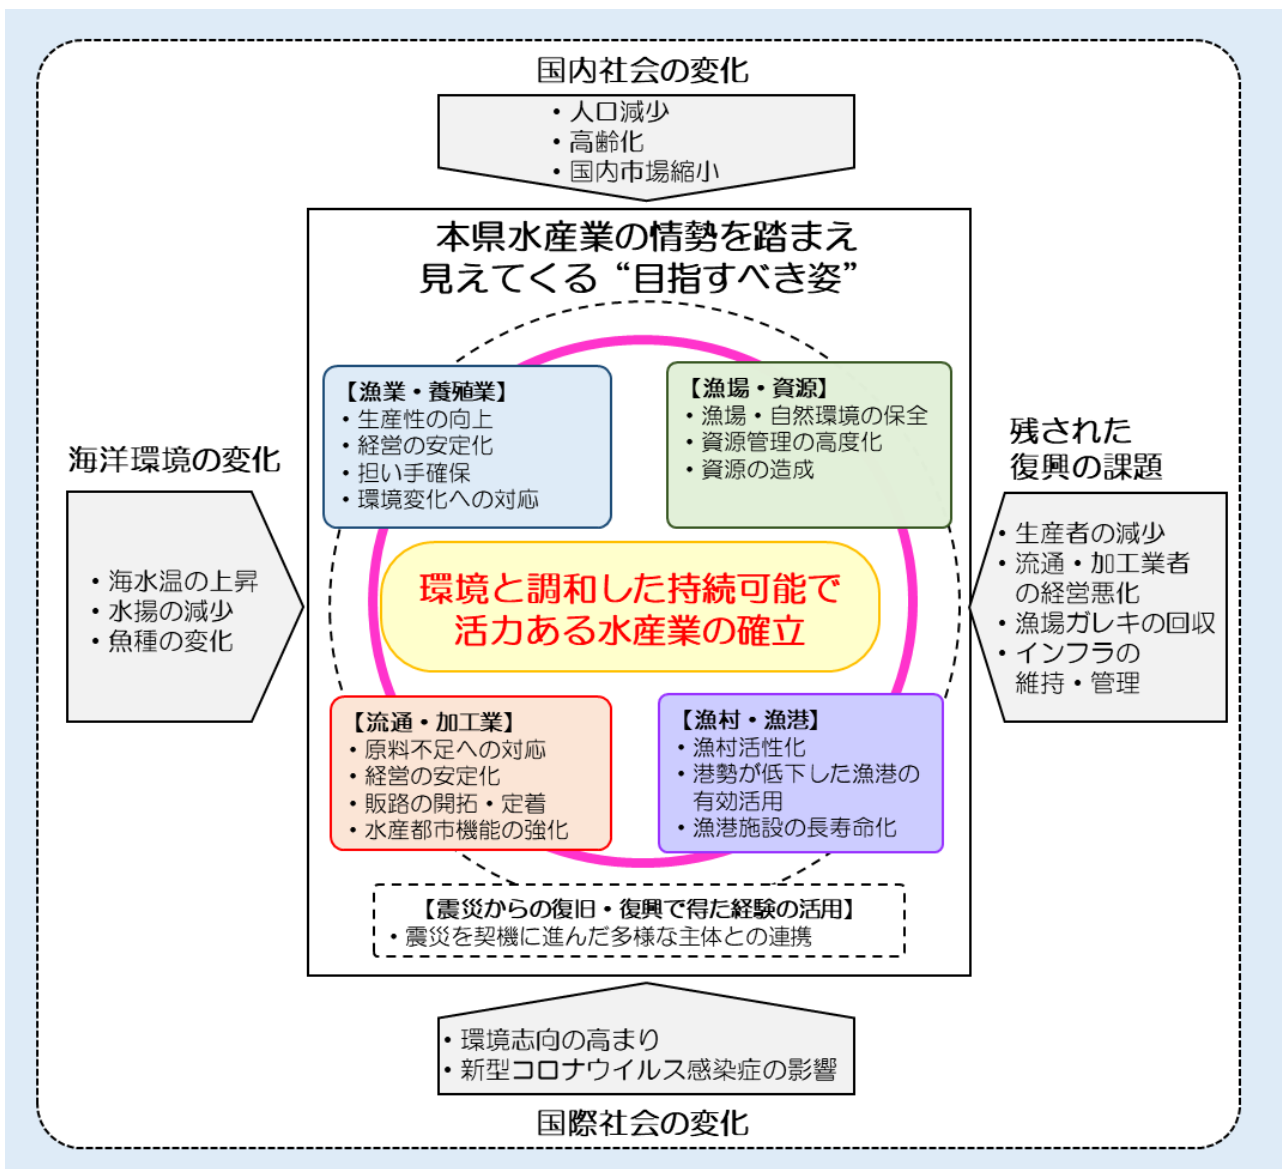 国内社会の変化
・人口減少
・高齢化
・国内市場縮小
本県水産業の情勢を踏まえ
見えてくる“目指すべき姿”
【漁業・養殖業】
・生産性の向上
・経営の安定化
・担い手確保
・環境変化への対応
【漁場・資源】
・漁場・自然環境の保全
・資源管理の高度化
・資源の造成
海洋環境の変化
・海水温の上昇
・水揚の減少
・魚種の変化
残された
復興の課題
・生産者の減少
・流通・加工業者
の経営悪化
・漁場ガレキの回収
・インフラの
維持・管理
環境と調和した持続可能で
活力ある水産業の確立
【流通・加工業】
・原料不足への対応
・経営の安定化
・販路の開拓・定着
・水産都市機能の強化
【漁村・漁港】
・漁村活性化
・港勢が低下した漁港の
有効活用
・漁港施設の長寿命化
【震災からの復旧・復興で得た経験の活用】
・震災を契機に進んだ多様な主体との連携
・環境志向の高まり
・新型コロナウイルス感染症の影響
国際社会の変化